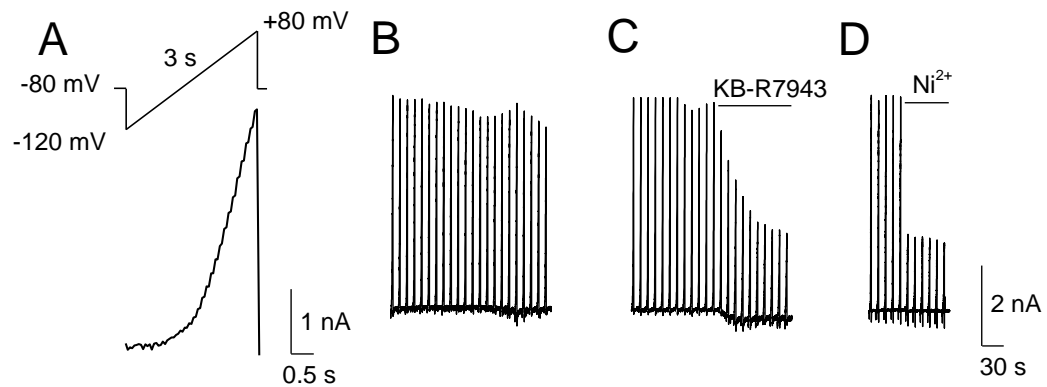 A
+80 mV
3 s
-80 mV
-120 mV
1 nA
0.5 s
B
C
KB-R7943
D
Ni²⁺
2 nA
30 s